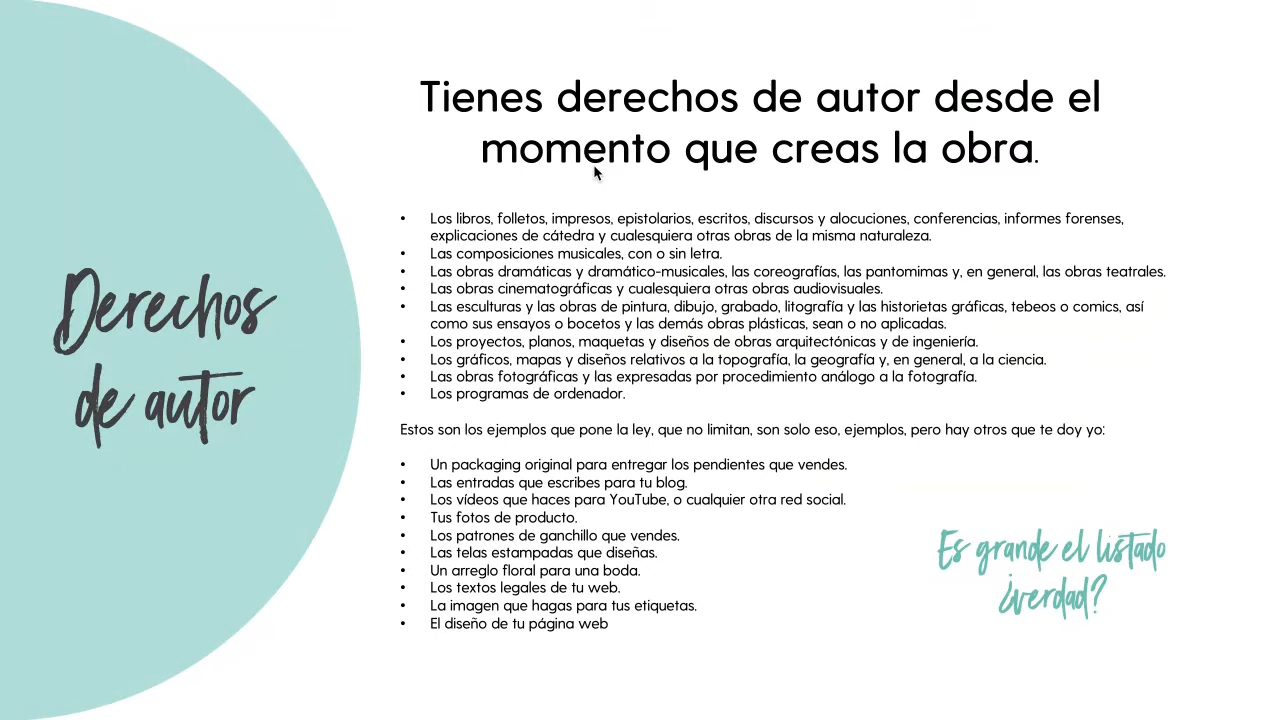 Derechos
de autor
Tienes derechos de autor desde el
momento que creas la obra.
• Los libros, folletos, impresos, epistolarios, escritos, discursos y alocuciones, conferencias, informes forenses,
explicaciones de cátedra y cualesquiera otras obras de la misma naturaleza.
• Las composiciones musicales, con o sin letra.
• Las obras dramáticas y dramático-musicales, las coreografías, las pantomimas y, en general, las obras teatrales.
• Las obras cinematográficas y cualesquiera otras obras audiovisuales.
• Las esculturas y las obras de pintura, dibujo, grabado, litografía y las historietas gráficas, tebeos o comics, así
como sus ensayos o bocetos y las demás obras plásticas, sean o no aplicadas.
• Los proyectos, planos, maquetas y diseños de obras arquitectónicas y de ingeniería.
• Los gráficos, mapas y diseños relativos a la topografía, la geografía y, en general, a la ciencia.
• Las obras fotográficas y las expresadas por procedimiento análogo a la fotografía.
• Los programas de ordenador.
Estos son los ejemplos que pone la ley, que no limitan, son solo eso, ejemplos, pero hay otros que te doy yo:
• Un packaging original para entregar los pendientes que vendes.
• Las entradas que escribes para tu blog.
• Los vídeos que haces para YouTube, o cualquier otra red social.
• Tus fotos de producto.
• Los patrones de ganchillo que vendes.
• Las telas estampadas que diseñas.
• Un arreglo floral para una boda.
• Los textos legales de tu web.
• La imagen que hagas para tus etiquetas.
• El diseño de tu página web
Es grande el listado
¿verdad?